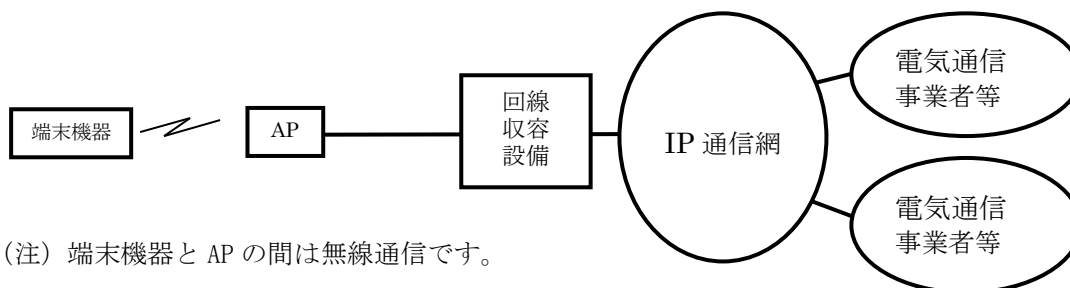 端末機器
AP
回線
収容
設備
IP 通信網
電気通信
事業者等
電気通信
事業者等
(注) 端末機器と AP の間は無線通信です。